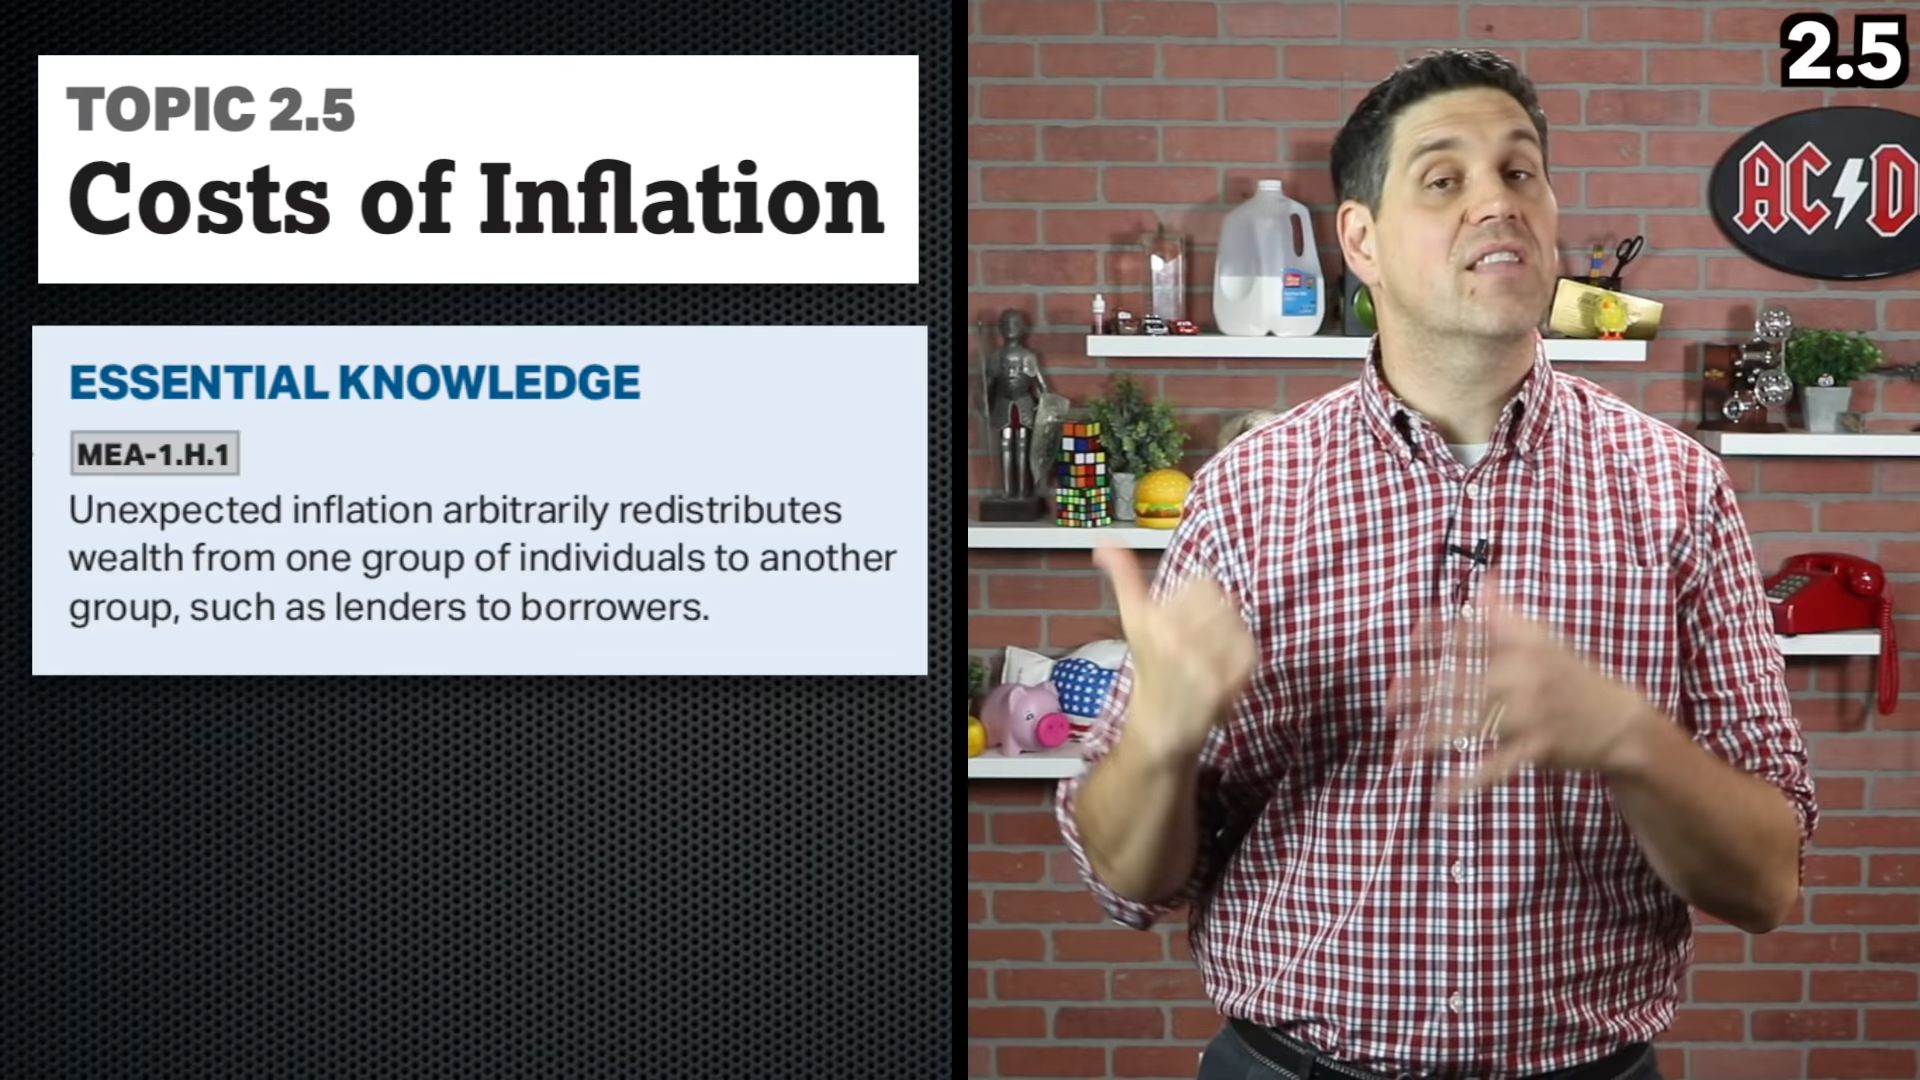 TOPIC 2.5
Costs of Inflation
ESSENTIAL KNOWLEDGE
MEA-1.H.1
Unexpected inflation arbitrarily redistributes
wealth from one group of individuals to another
group, such as lenders to borrowers.
2.5
AC⚡D